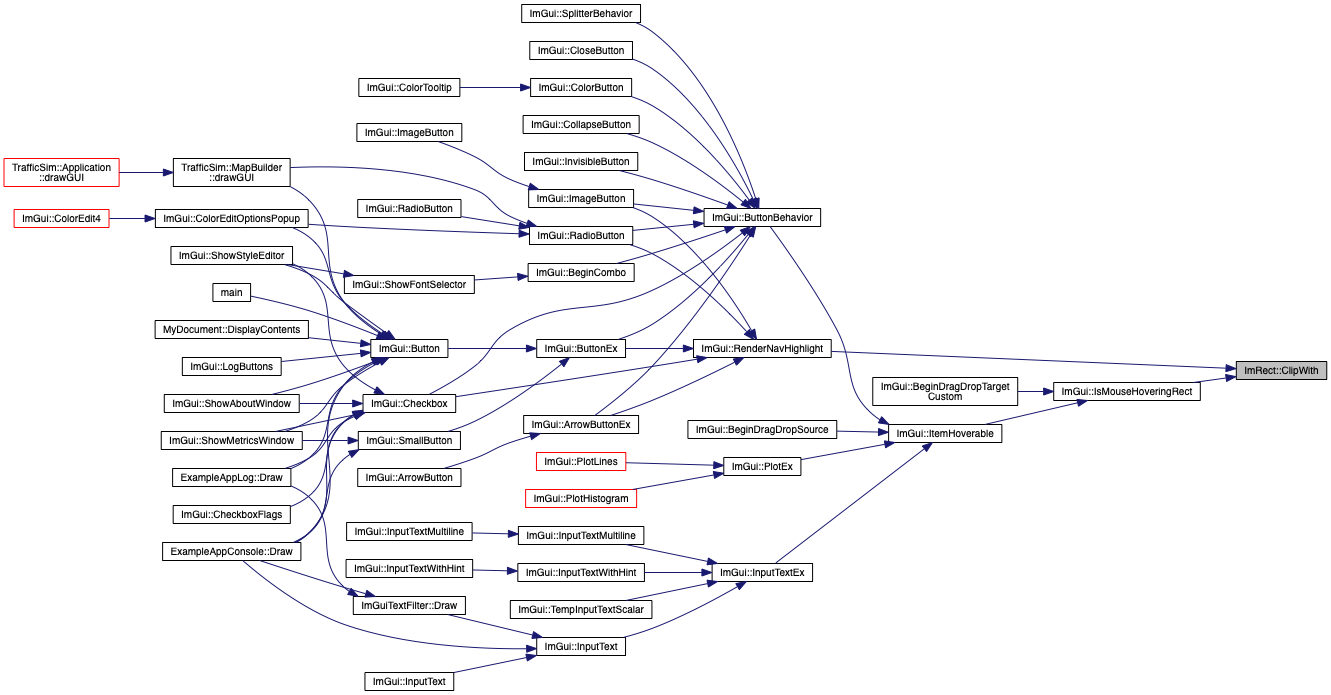 ImGui::SplitterBehavior
ImGui::CloseButton
ImGui::ColorTooltip
ImGui::ColorButton
ImGui::CollapseButton
ImGui::ImageButton
ImGui::InvisibleButton
TrafficSim::Application
::drawGUI
TrafficSim::MapBuilder
::drawGUI
ImGui::ImageButton
ImGui::RadioButton
ImGui::ColorEdit4
ImGui::ColorEditOptionsPopup
ImGui::ButtonBehavior
ImGui::RadioButton
ImGui::ShowStyleEditor
ImGui::BeginCombo
ImGui::ShowFontSelector
main
MyDocument::DisplayContents
ImGui::Button
ImGui::ButtonEx
ImGui::RenderNavHighlight
ImGui::LogButtons
ImRect::ClipWith
ImGui::BeginDragDropTarget
Custom
ImGui::IsMouseHoveringRect
ImGui::ShowAboutWindow
ImGui::Checkbox
ImGui::ArrowButtonEx
ImGui::BeginDragDropSource
ImGui::ItemHoverable
ImGui::ShowMetricsWindow
ImGui::SmallButton
ImGui::PlotLines
ImGui::PlotEx
ExampleAppLog::Draw
ImGui::ArrowButton
ImGui::PlotHistogram
ImGui::CheckboxFlags
ImGui::InputTextMultiline
ImGui::InputTextMultiline
ExampleAppConsole::Draw
ImGui::InputTextWithHint
ImGui::InputTextWithHint
ImGui::InputTextEx
ImGuiTextFilter::Draw
ImGui::TempInputTextScalar
ImGui::InputText
ImGui::InputText